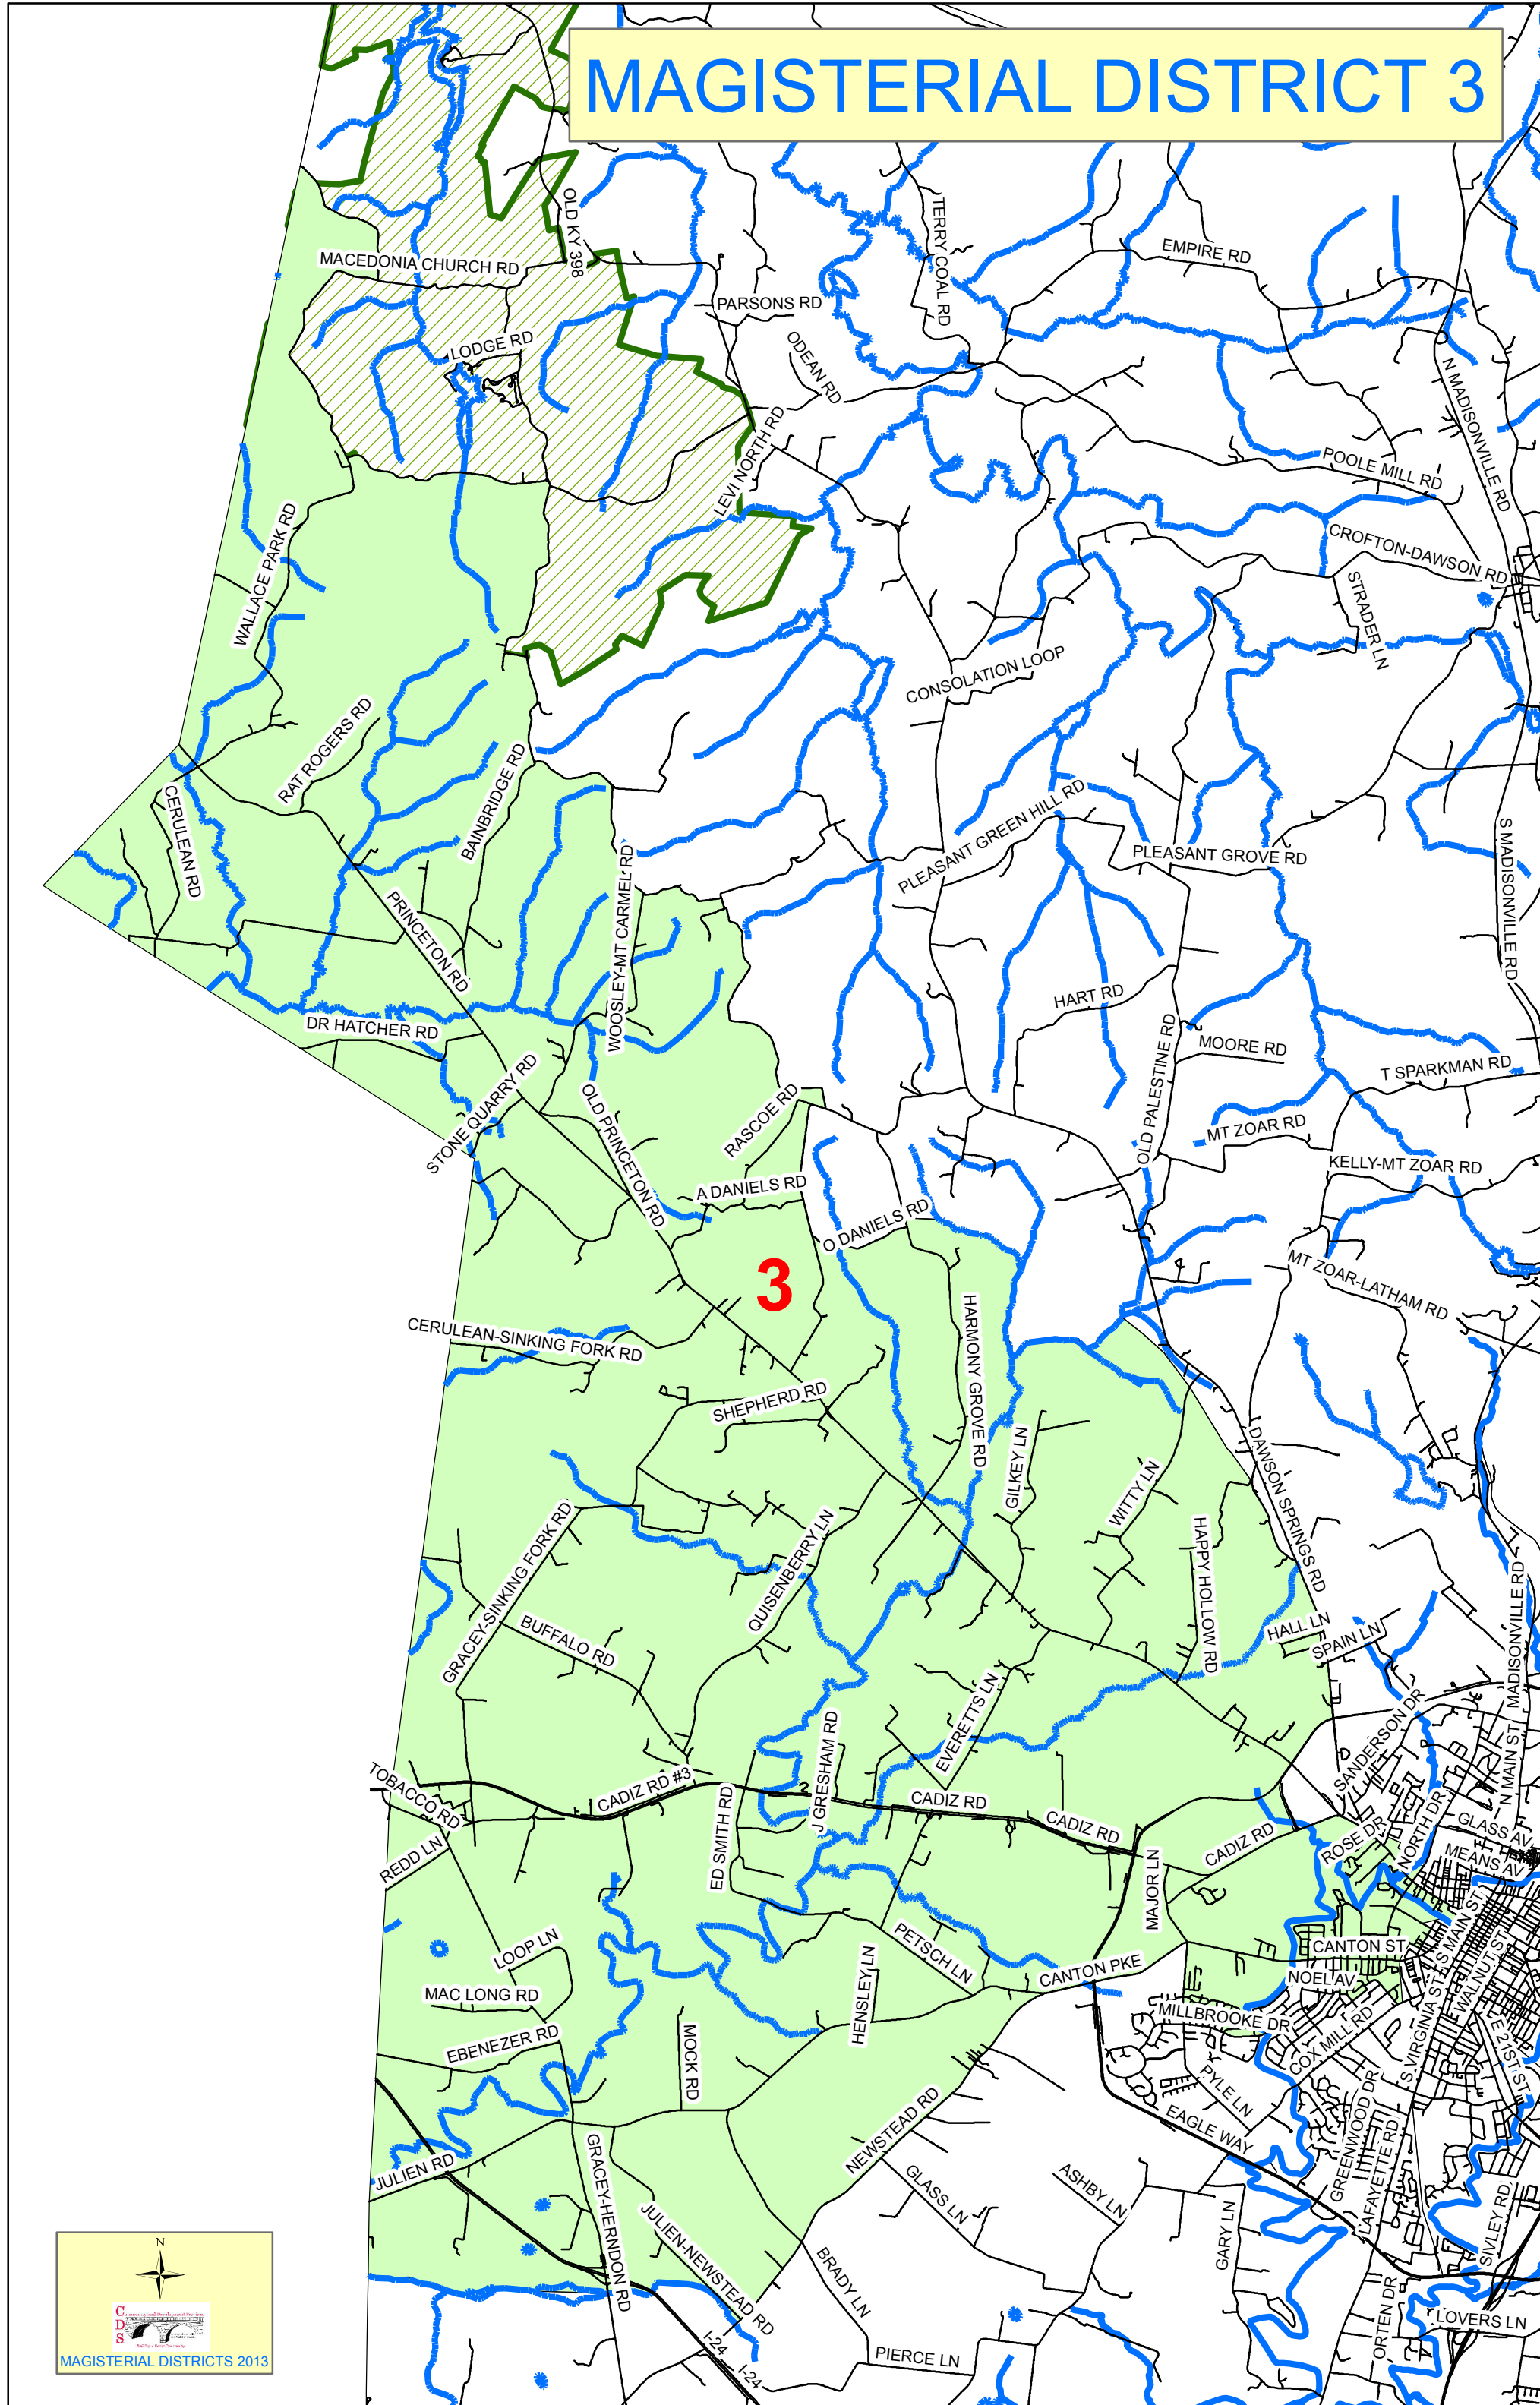 MAGISTERIAL DISTRICT 3
OLD KY 398
TERRY COAL RD
EMPIRE RD
MACEDONIA CHURCH RD
PARSONS RD
LODGE RD
ODEAN RD
N MADISONVILLE RD
LEVI NORTH RD
POOLE MILL RD
CROFTON-DAWSON RD
WALLACE PARK RD
STRADER LN
CONSOLATION LOOP
RAT ROGERS RD
BAINBRIDGE RD
CERULEAN RD
PLEASANT GREEN HILL RD
PLEASANT GROVE RD
S MADISONVILLE RD
WOOSLEY-MT CARMEL RD
PRINCETON RD
HART RD
DR HATCHER RD
MOORE RD
OLD PALESTINE RD
T SPARKMAN RD
STONE QUARRY RD
OLD PRINCETON RD
RASCOE RD
MT ZOAR RD
KELLY-MT ZOAR RD
A DANIELS RD
O DANIELS RD
3
MT ZOAR-LATHAM RD
CERULEAN-SINKING FORK RD
HARMONY GROVE RD
SHEPHERD RD
GILKEY LN
WITTY LN
DAWSON SPRINGS RD
GRACEY-SINKING FORK RD
QUISENBERRY LN
HAPPY HOLLOW RD
BUFFALO RD
HALL LN
SPAIN LN
N MAIN ST
MADISONVILLE RD
EVERETTS LN
J GRESHAM RD
SANDERSON DR
TOBACCO RD
CADIZ RD #3
CADIZ RD
CADIZ RD
CADIZ RD
ED SMITH RD
REDD LN
ROSE DR
NORTH DR
GLASS AV
MEANS AV
MAJOR LN
LOOP LN
PETSCH LN
HENSLEY LN
CANTON PKE
CANTON ST
NOEL AV
S MAIN ST
WALNUT ST
S VIRGINIA ST
E 21ST ST
MAC LONG RD
MILLBROOKE DR
COX MILL RD
EBENEZER RD
MOCK RD
PYLE LN
GREENWOOD DR
EAGLE WAY
NEWSTEAD RD
JULIEN RD
GRACEY-HERNDON RD
GLASS LN
ASHBY LN
LAFAYETTE RD
GARY LN
SIVLEY RD
JULIEN-NEWSTEAD RD
BRADY LN
ORTEN DR
LOVERS LN
PIERCE LN
I-24
I-24
N
CDS
MAGISTERIAL DISTRICTS 2013